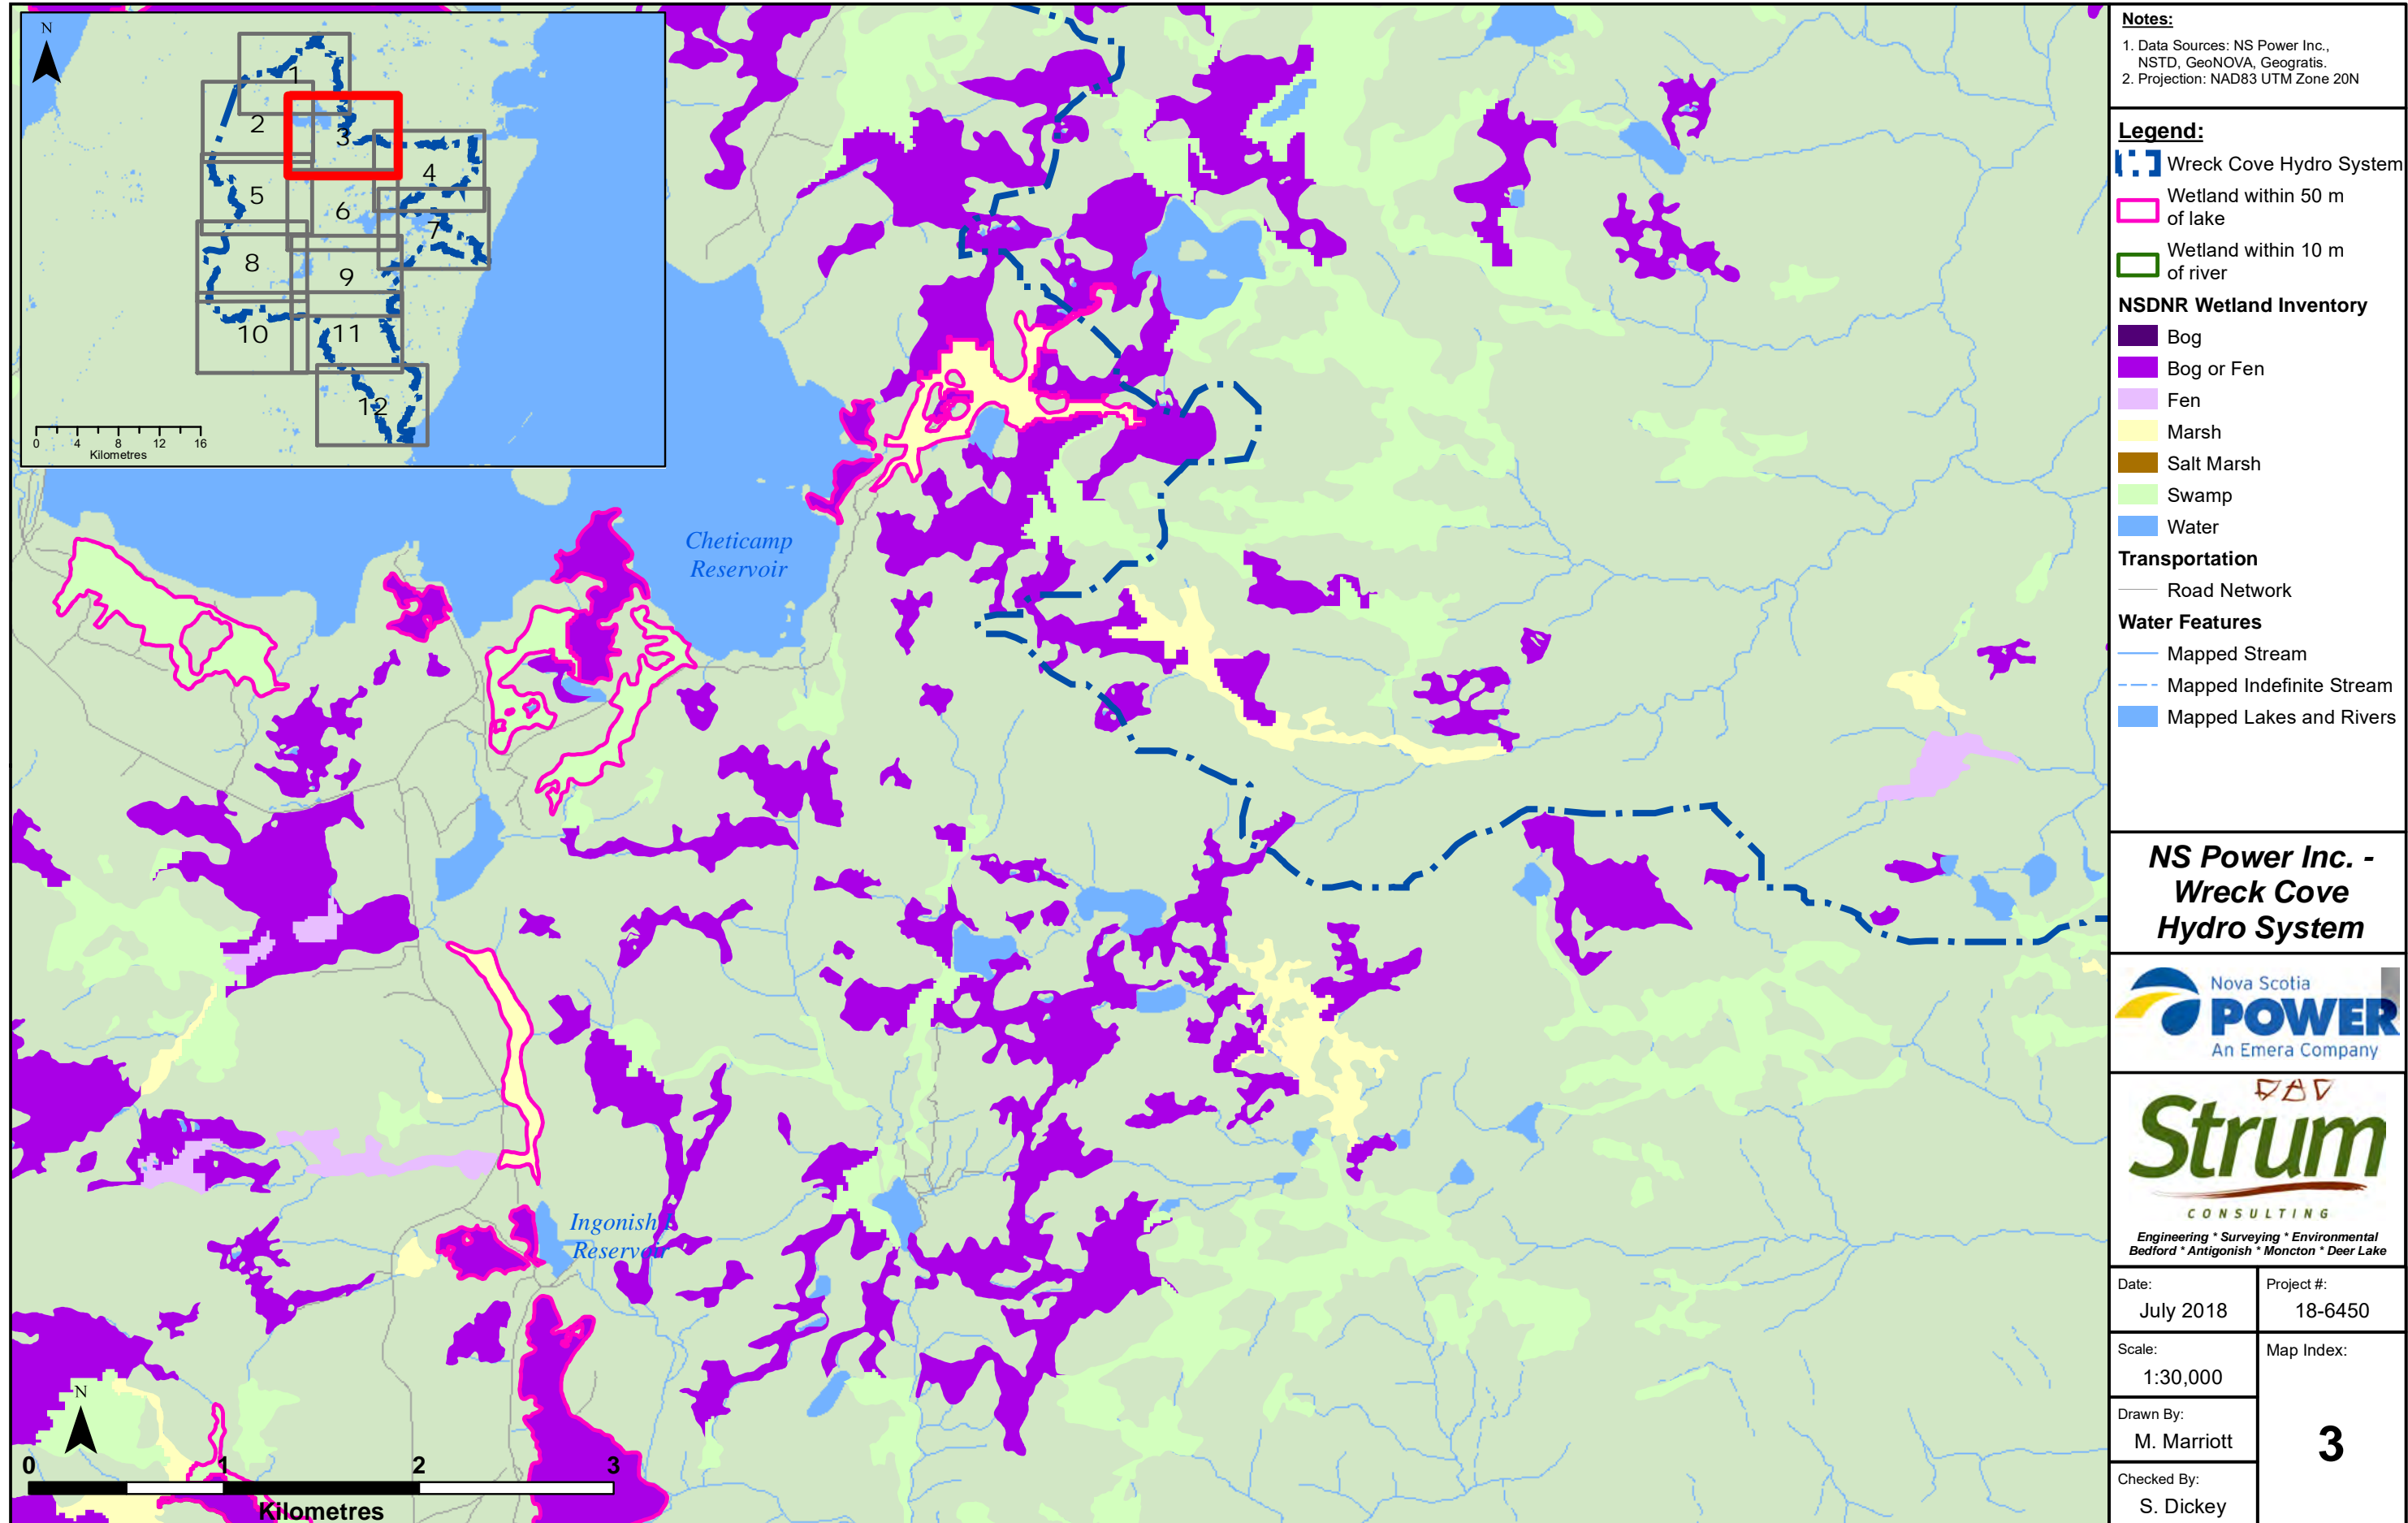 N
1
2
3
4
5
6
7
8
9
10
11
12
0 4 8 12 16
Kilometres
Cheticamp
Reservoir
Ingonish
Reservoir
N
0 1 2 3
Kilometres
Notes:
1. Data Sources: NS Power Inc.,
NSTD, GeoNOVA, Geogratis.
2. Projection: NAD83 UTM Zone 20N
Legend:
Wreck Cove Hydro System
Wetland within 50 m
of lake
Wetland within 10 m
of river
NSDNR Wetland Inventory
Bog
Bog or Fen
Fen
Marsh
Salt Marsh
Swamp
Water
Transportation
Road Network
Water Features
Mapped Stream
Mapped Indefinite Stream
Mapped Lakes and Rivers
NS Power Inc. -
Wreck Cove
Hydro System
Nova Scotia
POWER
An Emera Company
Strum
CONSULTING
Engineering * Surveying * Environmental
Bedford * Antigonish * Moncton * Deer Lake
Date:
July 2018
Project #:
18-6450
Scale:
1:30,000
Map Index:
3
Drawn By:
M. Marriott
Checked By:
S. Dickey